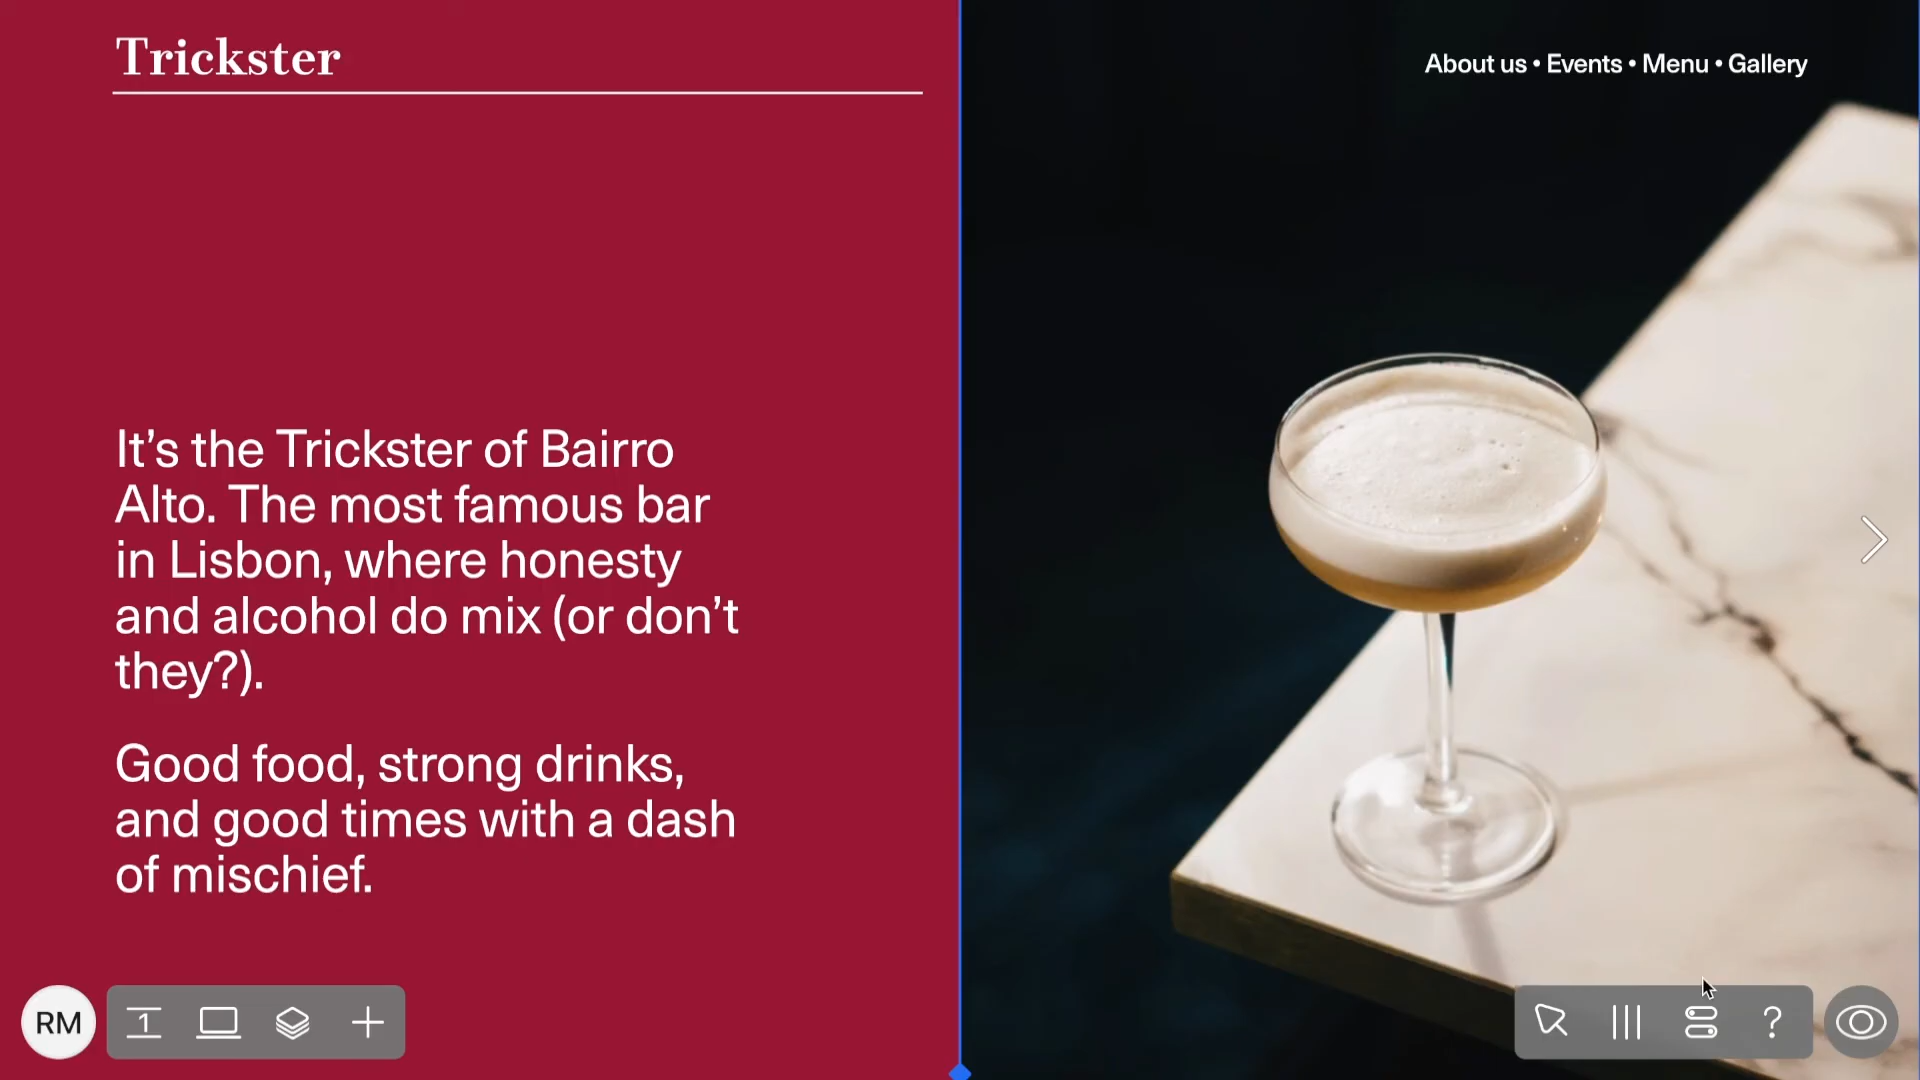 Trickster
About us • Events • Menu • Gallery
It’s the Trickster of Bairro
Alto. The most famous bar
in Lisbon, where honesty
and alcohol do mix (or don’t
they?).
Good food, strong drinks,
and good times with a dash
of mischief.
RM
1
?